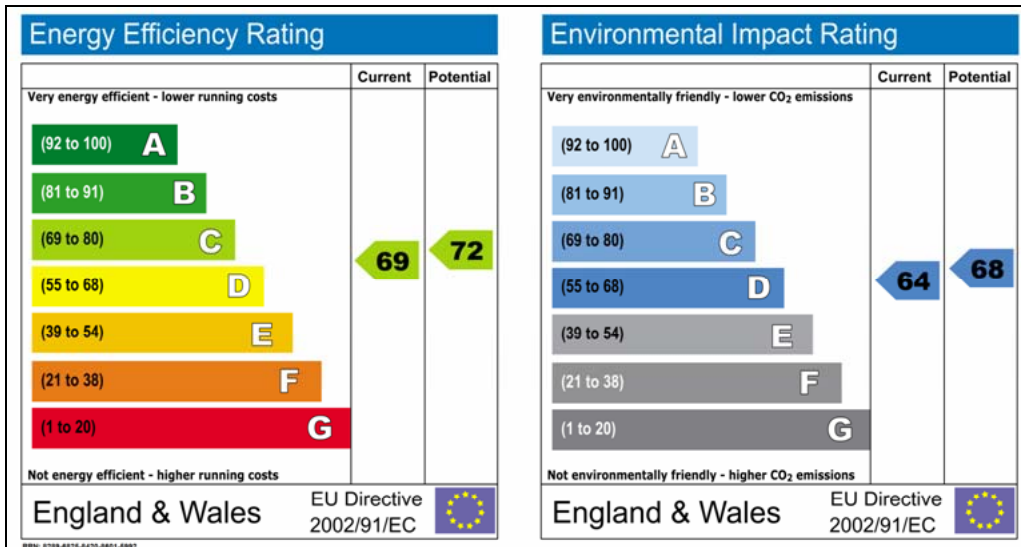 Energy Efficiency Rating
Current Potential
Very energy efficient - lower running costs
(92 to 100) A
(81 to 91) B
(69 to 80) C
(55 to 68) D
(39 to 54) E
(21 to 38) F
(1 to 20) G
69
72
Not energy efficient - higher running costs
England & Wales
EU Directive
2002/91/EC
Environmental Impact Rating
Current Potential
Very environmentally friendly - lower CO₂ emissions
(92 to 100) A
(81 to 91) B
(69 to 80) C
(55 to 68) D
(39 to 54) E
(21 to 38) F
(1 to 20) G
64
68
Not environmentally friendly - higher CO₂ emissions
England & Wales
EU Directive
2002/91/EC